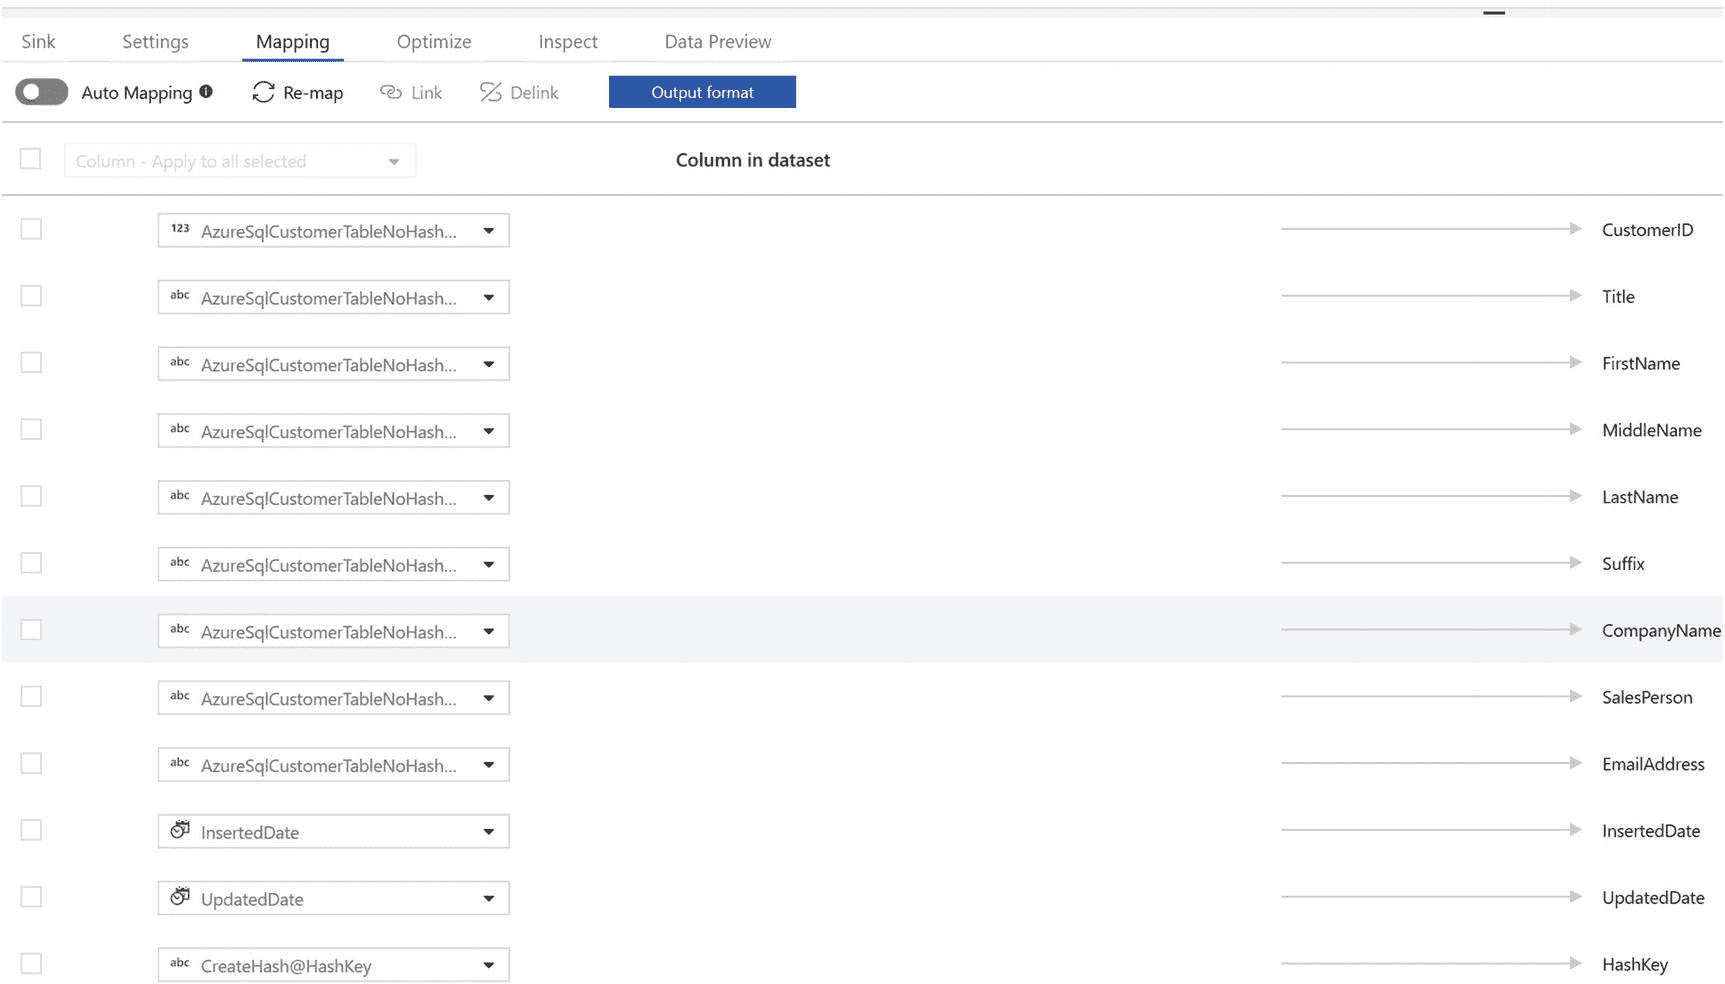 Sink Settings Mapping Optimize Inspect Data Preview
Auto Mapping Re-map Link Delink Output format
Column - Apply to all selected Column in dataset
123 AzureSqlCustomerTableNoHash... CustomerID
abc AzureSqlCustomerTableNoHash... Title
abc AzureSqlCustomerTableNoHash... FirstName
abc AzureSqlCustomerTableNoHash... MiddleName
abc AzureSqlCustomerTableNoHash... LastName
abc AzureSqlCustomerTableNoHash... Suffix
abc AzureSqlCustomerTableNoHash... CompanyName
abc AzureSqlCustomerTableNoHash... SalesPerson
abc AzureSqlCustomerTableNoHash... EmailAddress
InsertedDate InsertedDate
UpdatedDate UpdatedDate
abc CreateHash@HashKey HashKey